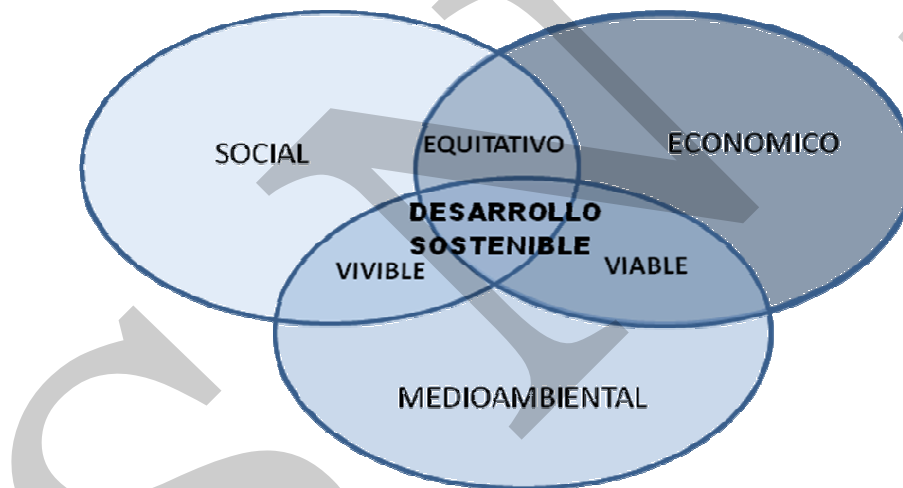 SOCIAL
EQUITATIVO
ECONOMICO
DESARROLLO
SOSTENIBLE
VIVIBLE
VIABLE
MEDIOAMBIENTAL